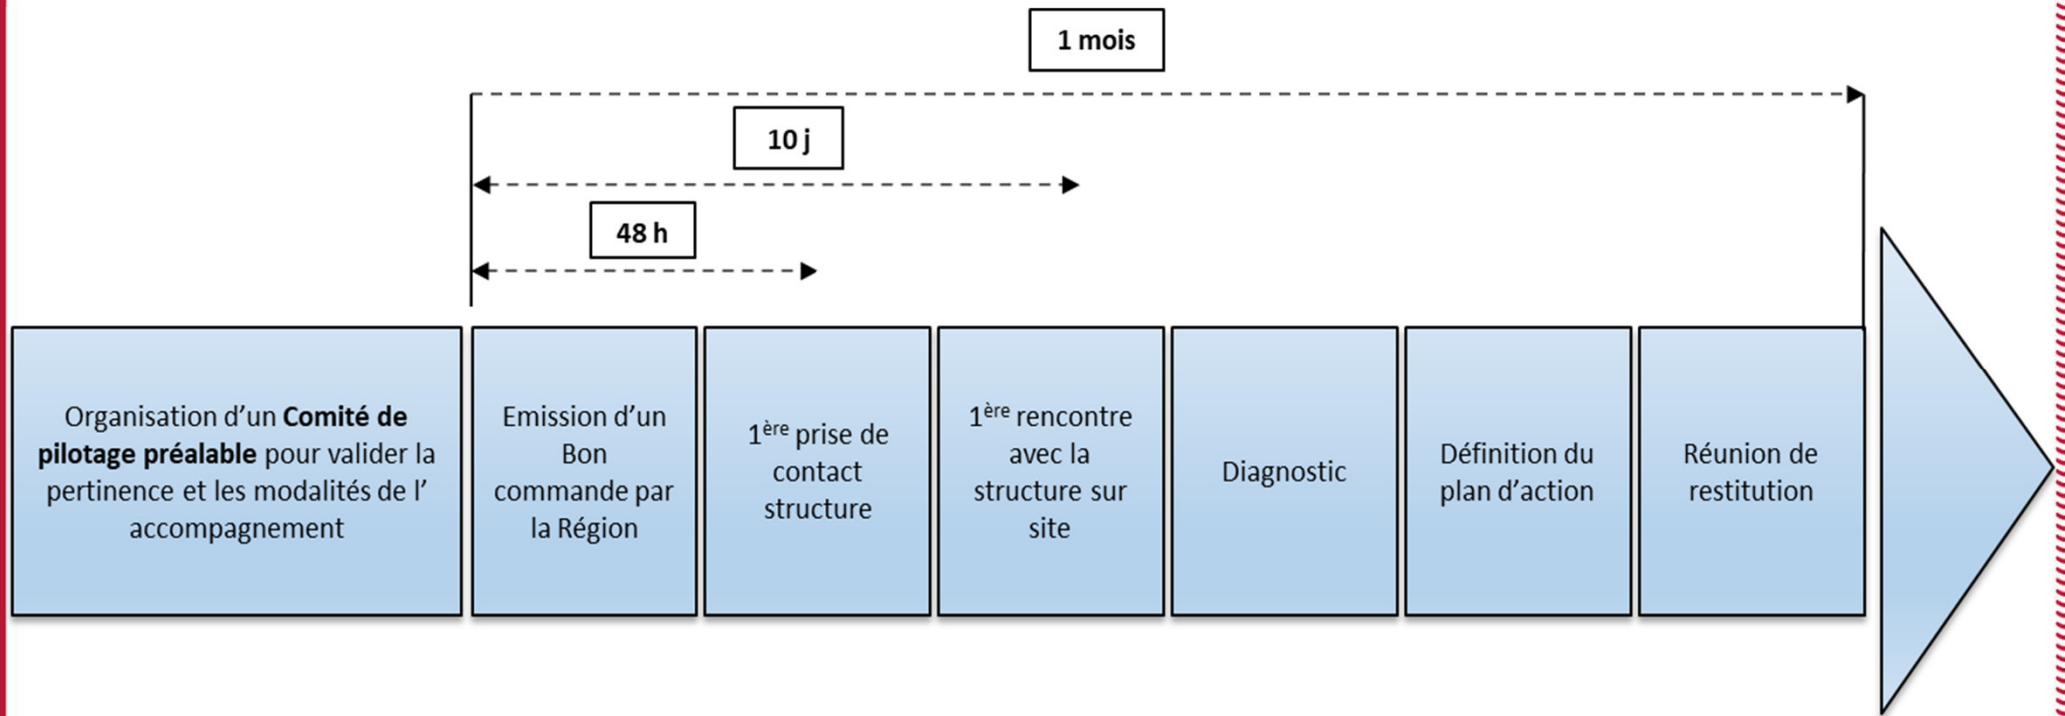 1 mois
10 j
48 h
Organisation d’un Comité de
pilotage préalable pour valider la
pertinence et les modalités de l’
accompagnement
Emission d’un
Bon
commande par
la Région
1ère prise de
contact
structure
1ère rencontre
avec la
structure sur
site
Diagnostic
Définition du
plan d’action
Réunion de
restitution